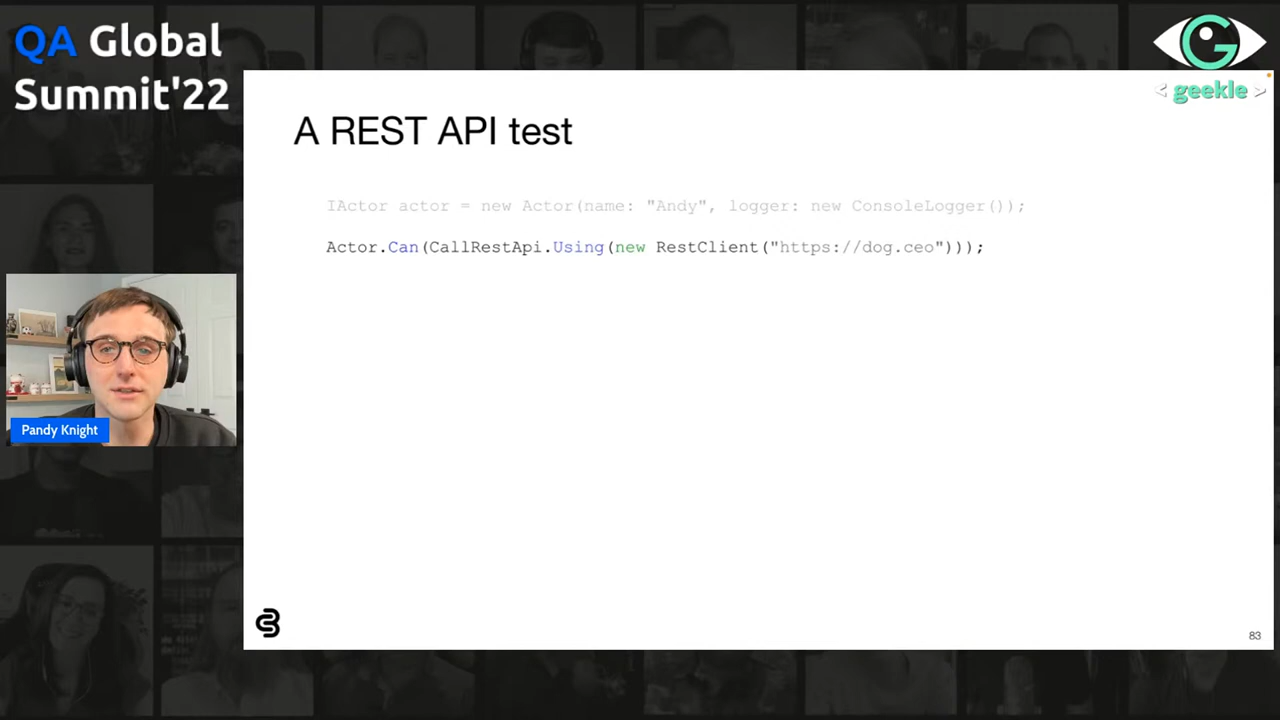 QA Global
Summit'22
< geekle >
A REST API test
IActor actor = new Actor(name: "Andy", logger: new ConsoleLogger());
Actor.Can(CallRestApi.Using(new RestClient("https://dog.ceo")));
Pandy Knight
83